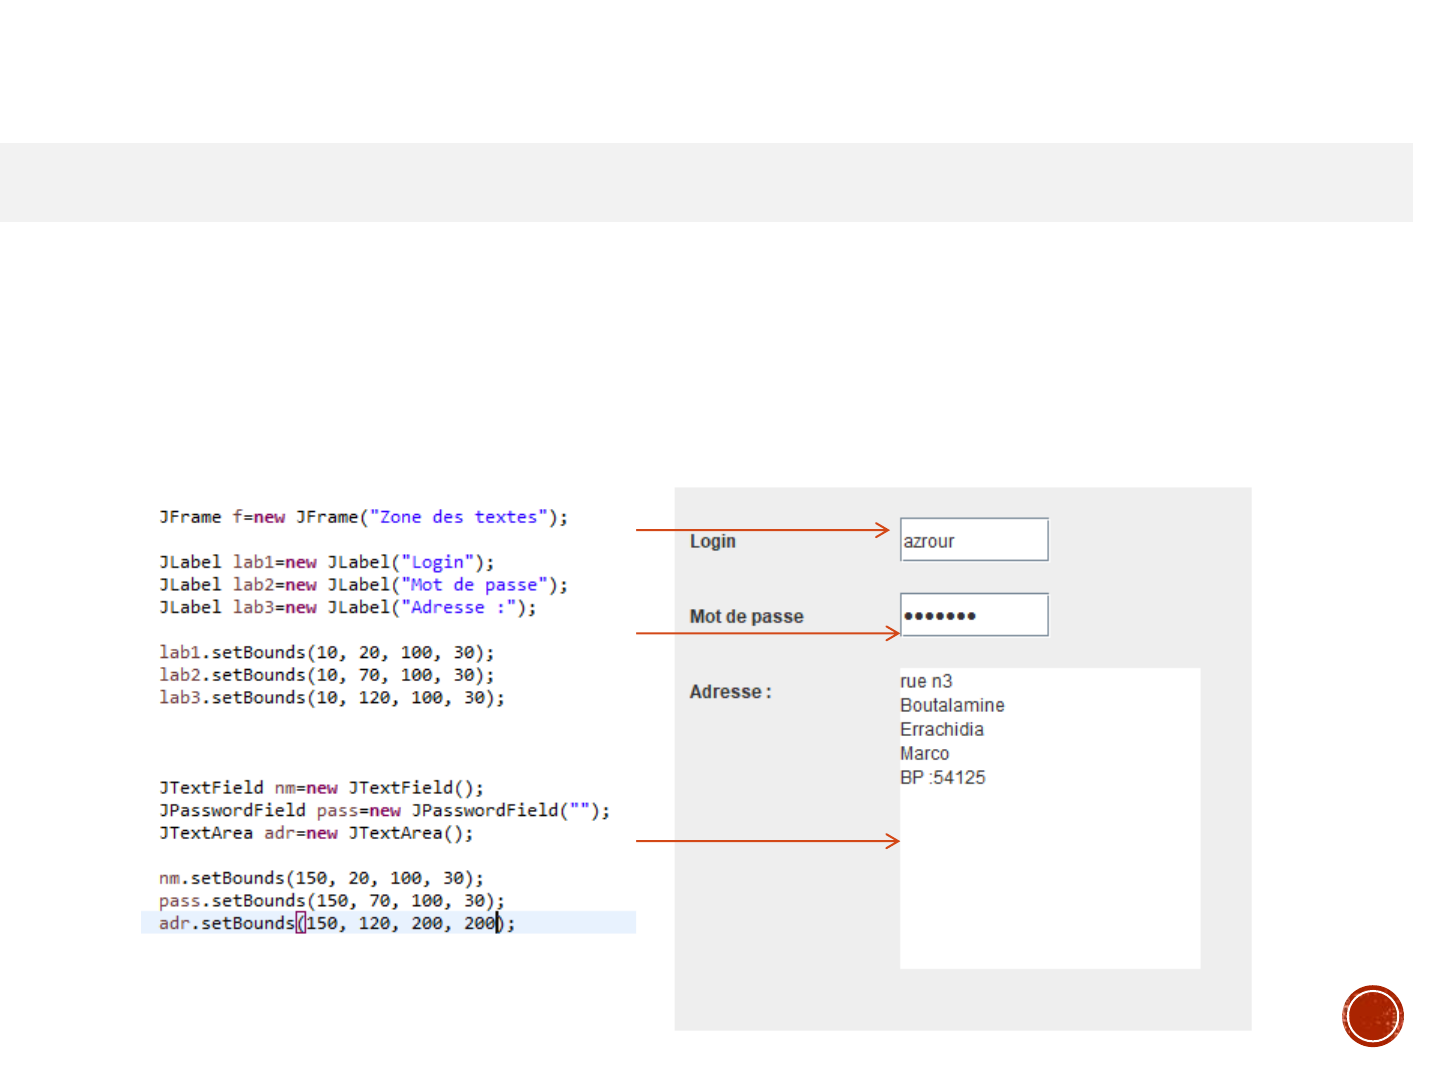 JFrame f=new JFrame("Zone des textes");
JLabel lab1=new JLabel("Login");
JLabel lab2=new JLabel("Mot de passe");
JLabel lab3=new JLabel("Adresse :");
lab1.setBounds(10, 20, 100, 30);
lab2.setBounds(10, 70, 100, 30);
lab3.setBounds(10, 120, 100, 30);
JTextField nm=new JTextField();
JPasswordField pass=new JPasswordField("");
JTextArea adr=new JTextArea();
nm.setBounds(150, 20, 100, 30);
pass.setBounds(150, 70, 100, 30);
adr.setBounds(150, 120, 200, 200);
Login
azrour
Mot de passe
•••••••
Adresse :
rue n3
Boutalamine
Errachidia
Marco
BP :54125